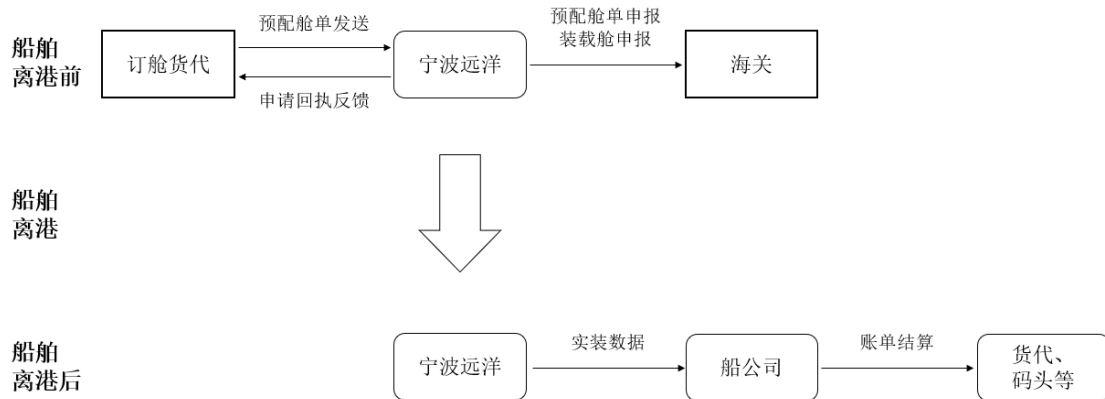 预配舱单发送
预配舱单申报
装载舱申报
船舶
离港前
订舱货代
宁波远洋
海关
申请回执反馈
船舶
离港
船舶
离港后
宁波远洋
实装数据
船公司
账单结算
货代、
码头等